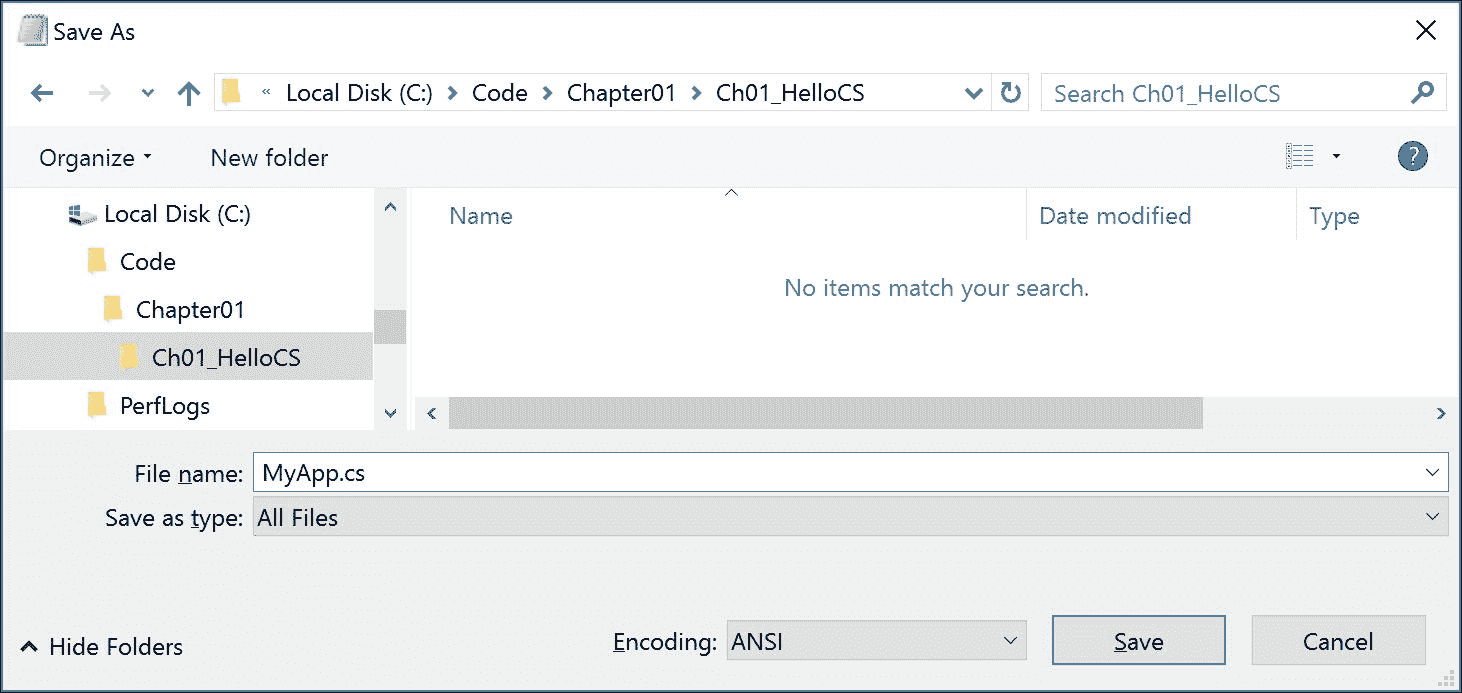 Save As
« Local Disk (C:) > Code > Chapter01 > Ch01_HelloCS
Search Ch01_HelloCS
Organize
New folder
?
Local Disk (C:)
Code
Chapter01
Ch01_HelloCS
PerfLogs
Name
Date modified
Type
No items match your search.
File name: MyApp.cs
Save as type: All Files
Hide Folders
Encoding: ANSI
Save
Cancel